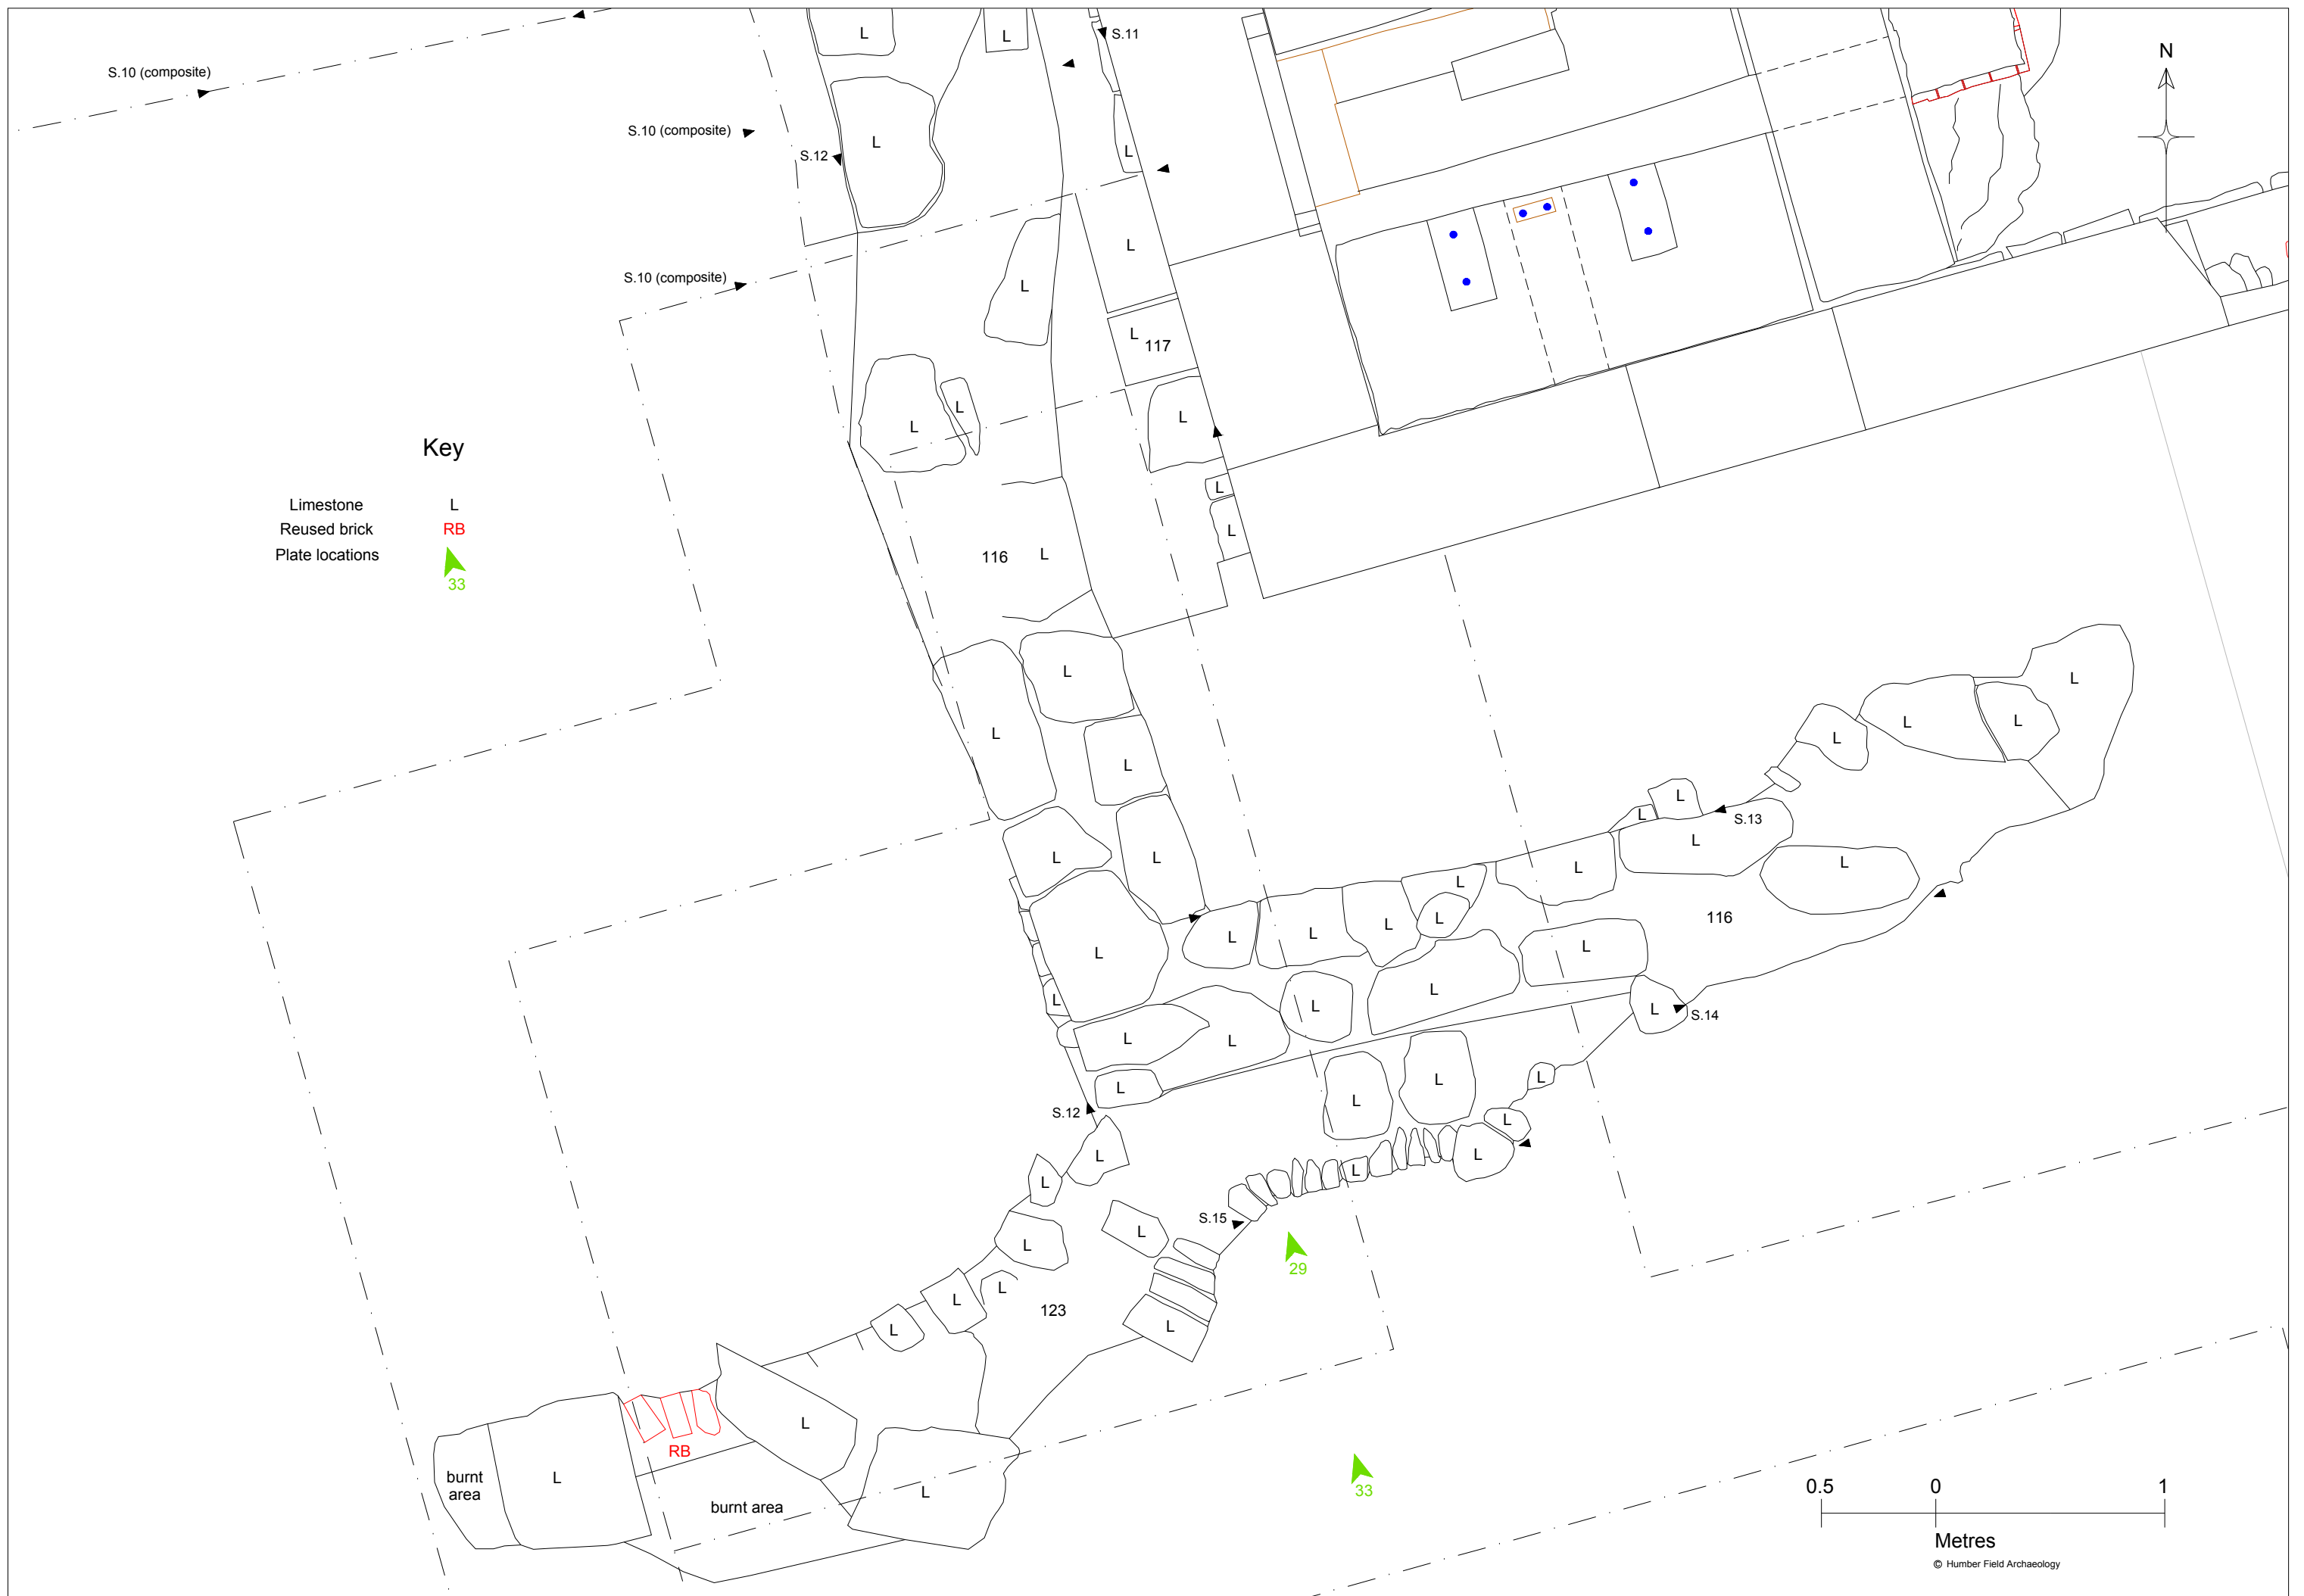 L
L
S.11
N
S.10 (composite)
S.10 (composite)
L
S.12
L
L
S.10 (composite)
L
L
L
117
L
L
L
Key
Limestone L
Reused brick RB
Plate locations
33
L
L
116 L
L
L
L
L
L
L
L
L
L
L
S.13
L
L
L
L
L
L
L
L
L
L
L
116
L
L
L
L
L
L
S.14
L
L
L
L
L
L
L
S.12
L
L
L
L
L
L
S.15
L
L
29
L
L
123
L
L
L
RB
L
burnt
area
L
burnt area
33
0.5 0 1
Metres
© Humber Field Archaeology